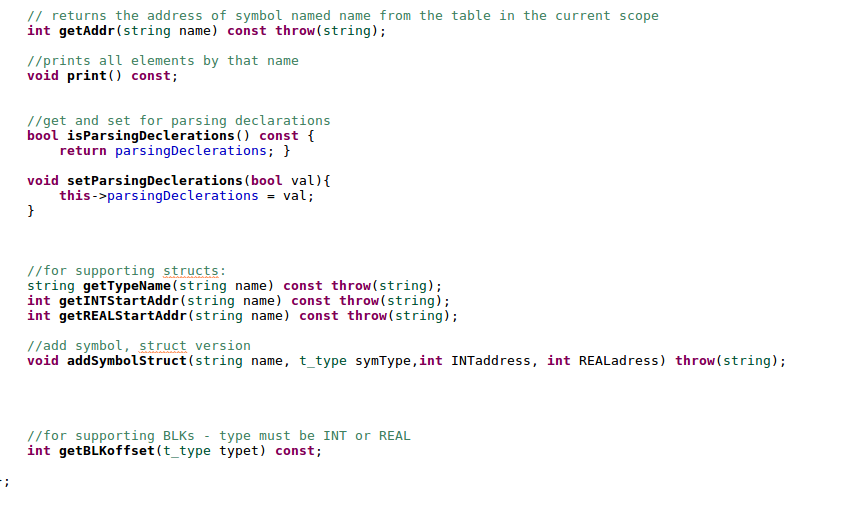 // returns the address of symbol named name from the table in the current scope
int getAddr(string name) const throw(string);
//prints all elements by that name
void print() const;
//get and set for parsing declarations
bool isParsingDeclerations() const {
return parsingDeclerations; }
void setParsingDeclerations(bool val){
this->parsingDeclerations = val;
}
//for supporting structs:
string getTypeName(string name) const throw(string);
int getINTStartAddr(string name) const throw(string);
int getREALStartAddr(string name) const throw(string);
//add symbol, struct version
void addSymbolStruct(string name, t_type symType,int INTaddress, int REALadress) throw(string);
//for supporting BLKs - type must be INT or REAL
int getBLKoffset(t_type typet) const;
};